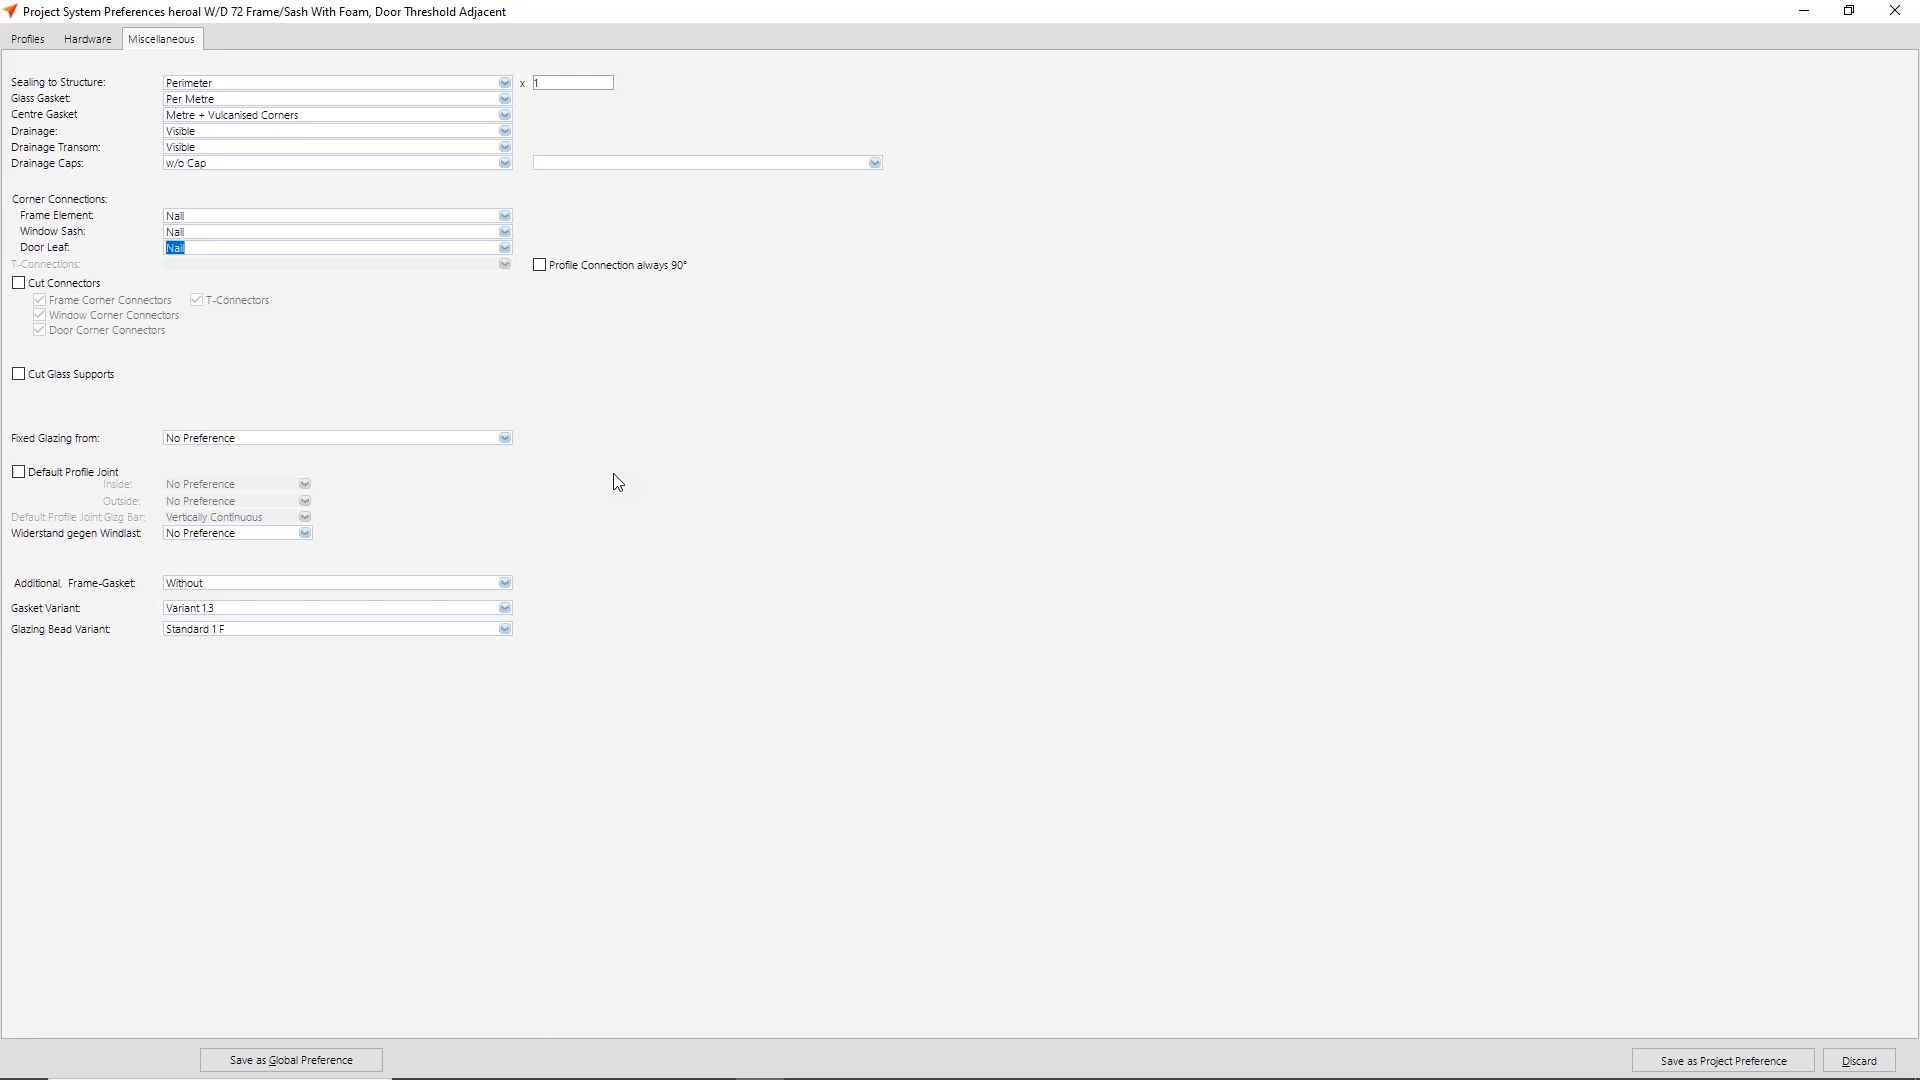 Project System Preferences heroal W/D 72 Frame/Sash With Foam, Door Threshold Adjacent
Profiles Hardware Miscellaneous
Sealing to Structure: Perimeter x 1
Glass Gasket: Per Metre
Centre Gasket Metre + Vulcanised Corners
Drainage: Visible
Drainage Transom: Visible
Drainage Caps: w/o Cap
Corner Connections:
Frame Element: Nail
Window Sash: Nail
Door Leaf: Nail
T-Connections: Profile Connection always 90°
Cut Connectors
Frame Corner Connectors T-Connectors
Window Corner Connectors
Door Corner Connectors
Cut Glass Supports
Fixed Glazing from: No Preference
Default Profile Joint
Inside: No Preference
Outside: No Preference
Default Profile Joint Glzg Bar: Vertically Continuous
Widerstand gegen Windlast: No Preference
Additional, Frame-Gasket: Without
Gasket Variant: Variant 1,3
Glazing Bead Variant: Standard 1 F
Save as Global Preference Save as Project Preference Discard